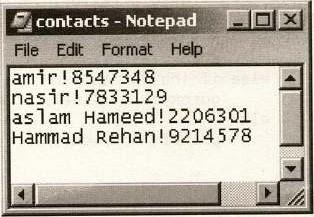 contacts - Notepad
File Edit Format Help
amir!8547348
nasir!7833129
aslam Hameed!2206301
Hammad Rehan!9214578